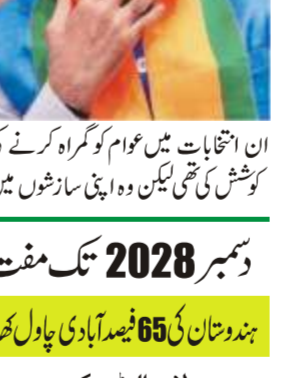 ان انتخابات میں عوام کو گمراہ کرنے
کوشش کی تھی لیکن وہ اپنی سازشوں میں
دسمبر 2028 تک مفت
ہندوستان کی 65 فیصد آبادی چاول کھ